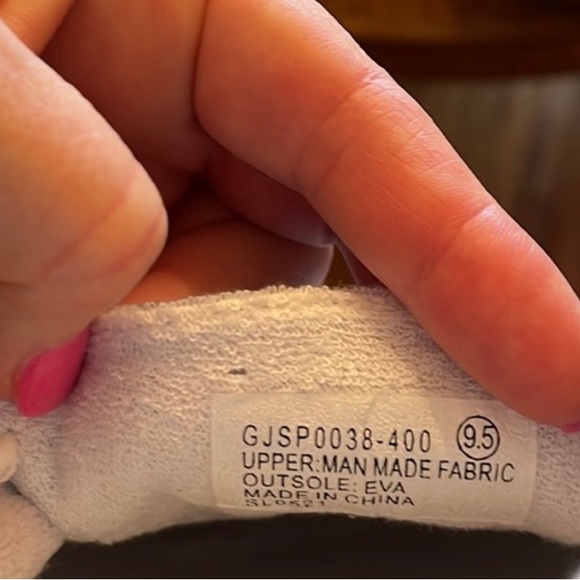 GJSP0038-400 9.5
UPPER:MAN MADE FABRIC
OUTSOLE: EVA
MADE IN CHINA